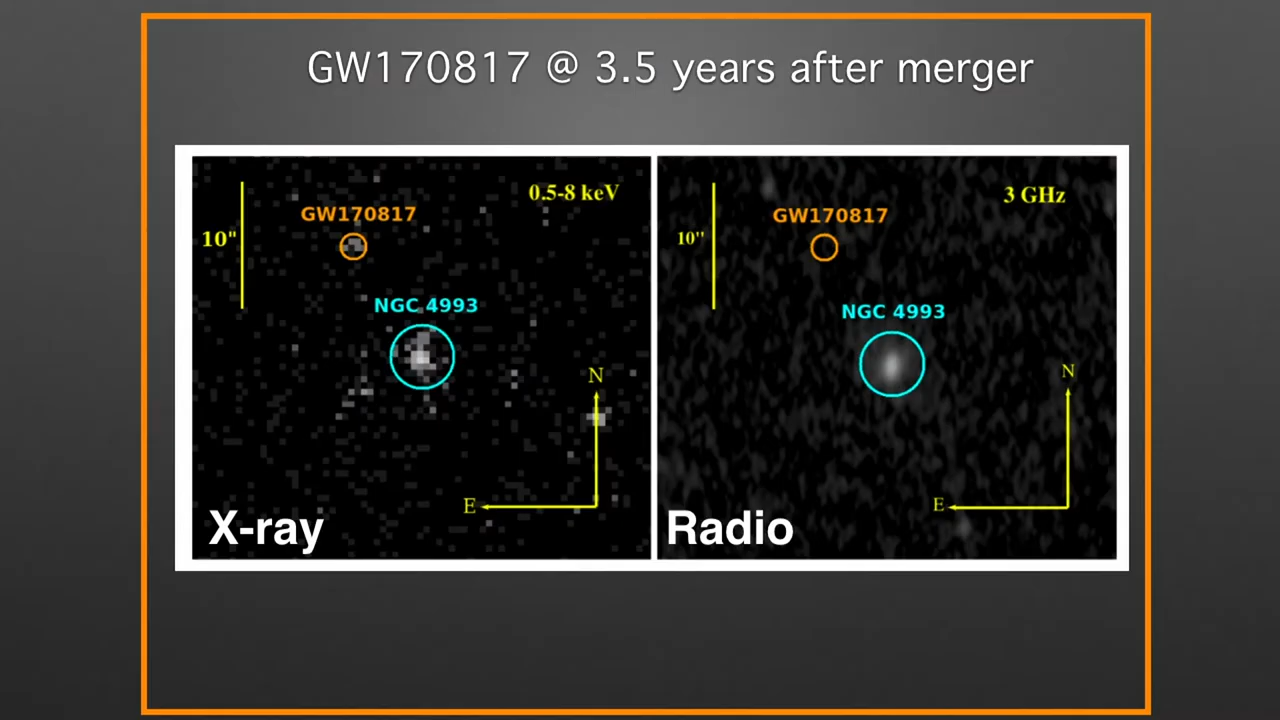 GW170817 @ 3.5 years after merger
0.5-8 keV
GW170817
10"
NGC 4993
N
E
X-ray
3 GHz
GW170817
10"
NGC 4993
N
E
Radio